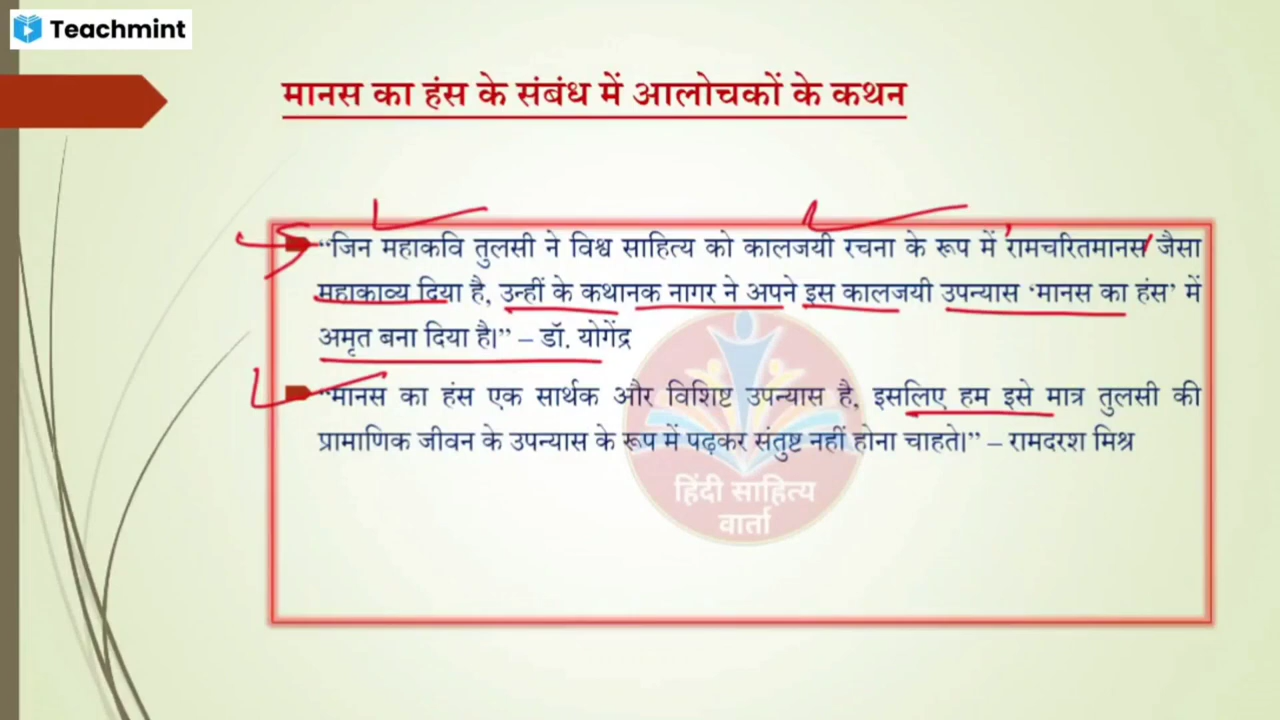 Teachmint
मानस का हंस के संबंध में आलोचकों के कथन
“जिन महाकवि तुलसी ने विश्व साहित्य को कालजयी रचना के रूप में 'रामचरितमानस' जैसा
महाकाव्य दिया है, उन्हीं के कथानक नागर ने अपने इस कालजयी उपन्यास ‘मानस का हंस’ में
अमृत बना दिया है।” – डॉ. योगेंद्र
“मानस का हंस एक सार्थक और विशिष्ट उपन्यास है, इसलिए हम इसे मात्र तुलसी की
प्रामाणिक जीवन के उपन्यास के रूप में पढ़कर संतुष्ट नहीं होना चाहते।” – रामदरश मिश्र
हिंदी साहित्य
वार्ता